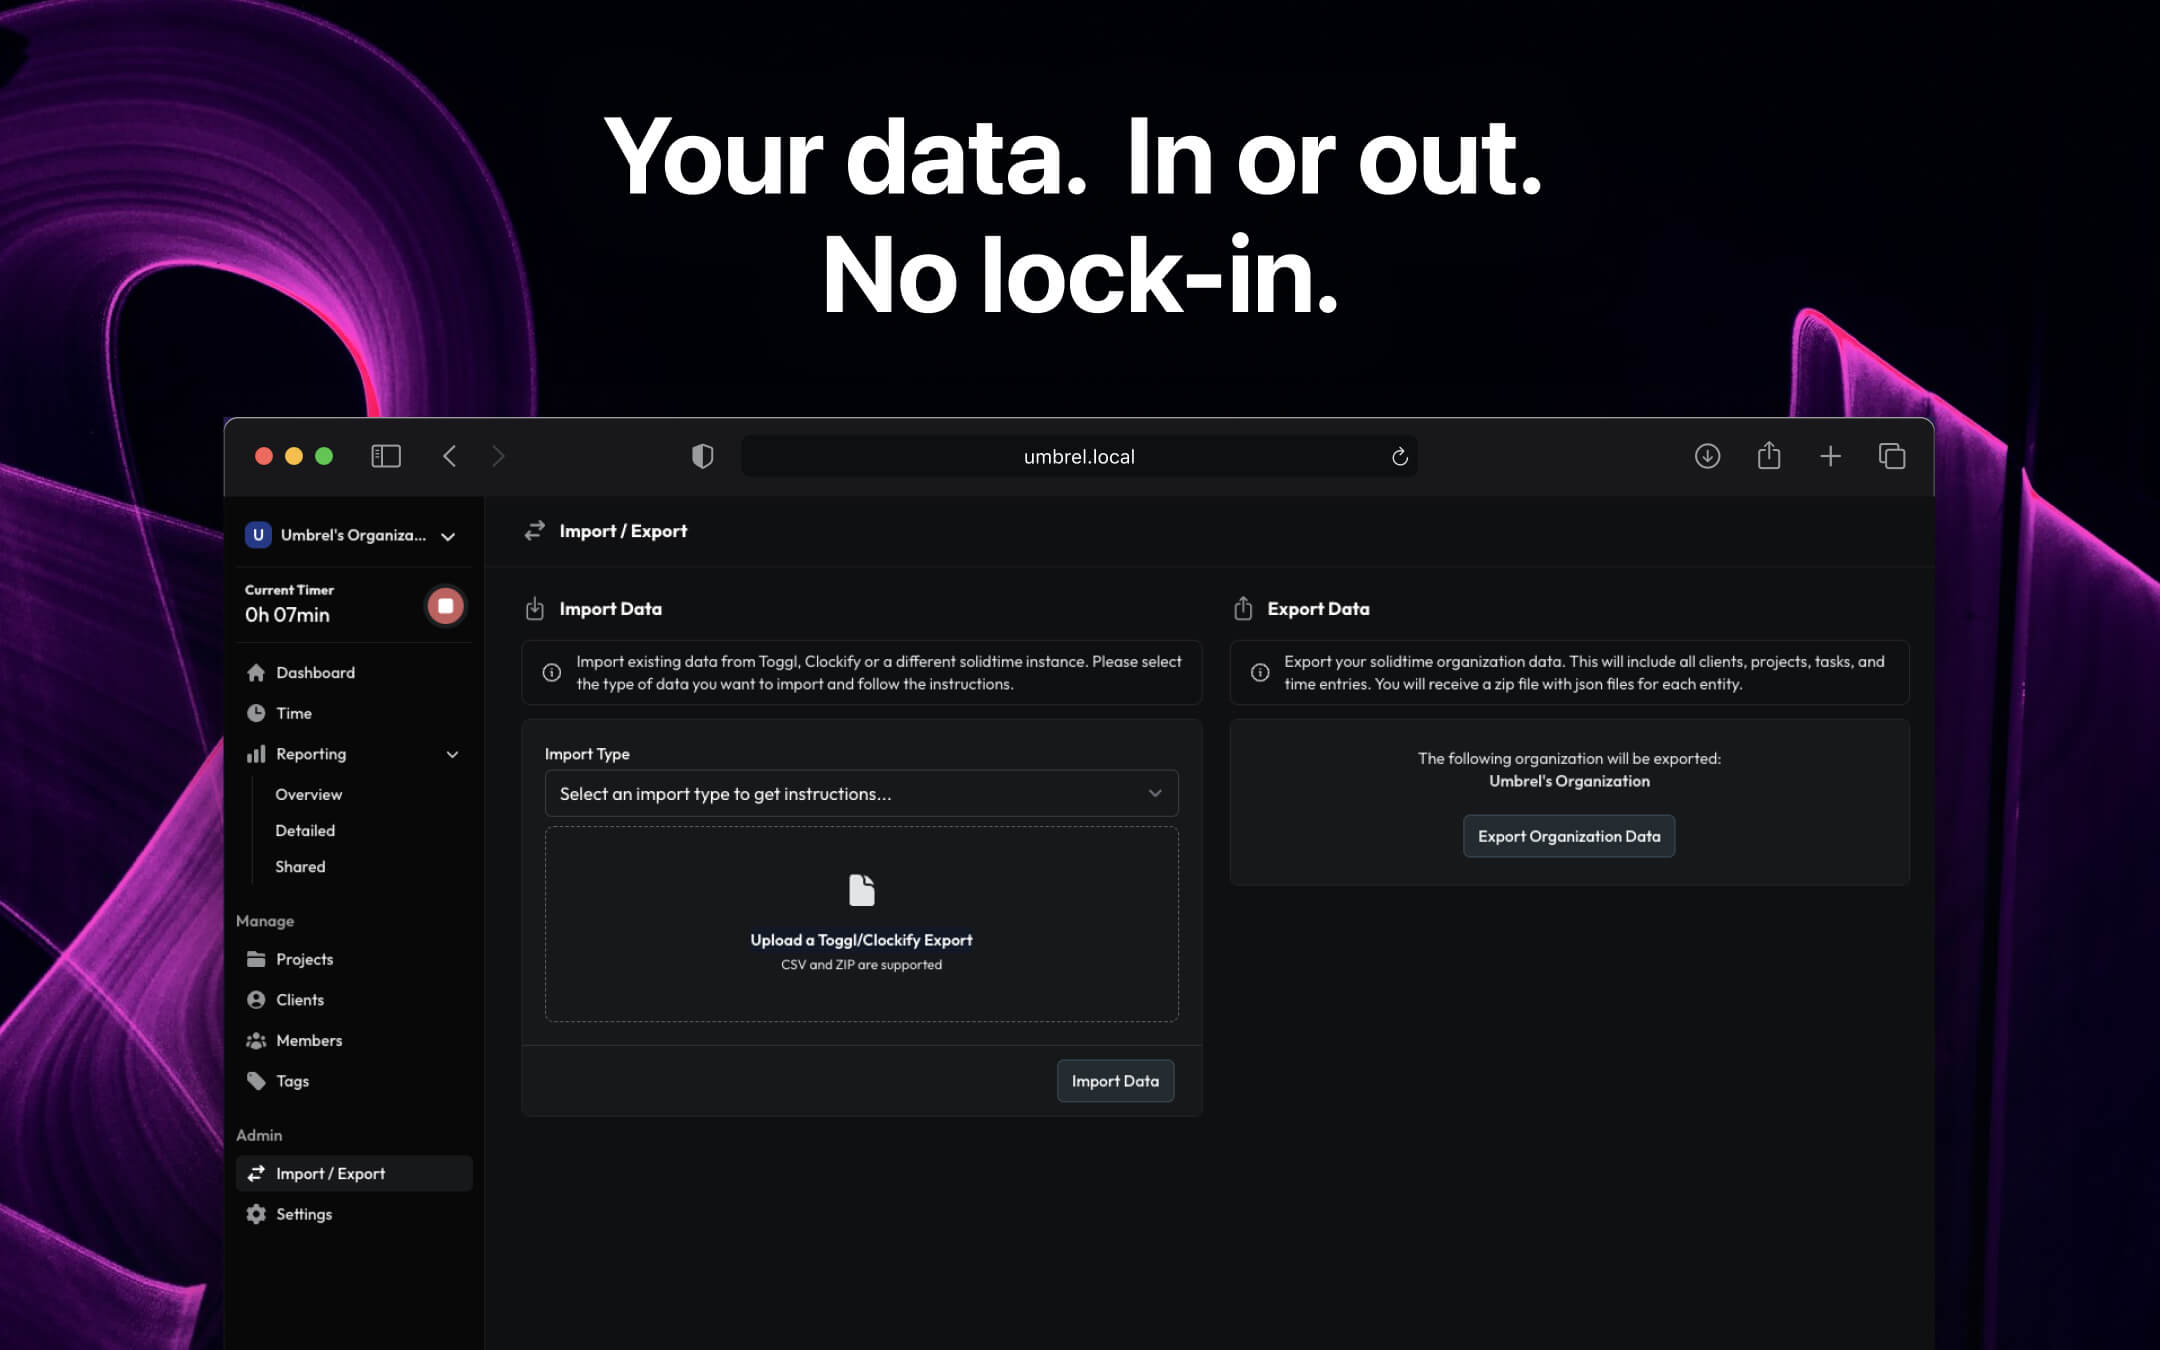 Your data. In or out.
No lock-in.
umbrel.local
U Umbrel's Organiza...
Current Timer
0h 07min
Dashboard
Time
Reporting
Overview
Detailed
Shared
Manage
Projects
Clients
Members
Tags
Admin
Import / Export
Settings
Import / Export
Import Data
Import existing data from Toggl, Clockify or a different solidtime instance. Please select
the type of data you want to import and follow the instructions.
Import Type
Select an import type to get instructions...
Upload a Toggl/Clockify Export
CSV and ZIP are supported
Import Data
Export Data
Export your solidtime organization data. This will include all clients, projects, tasks, and
time entries. You will receive a zip file with json files for each entity.
The following organization will be exported:
Umbrel's Organization
Export Organization Data